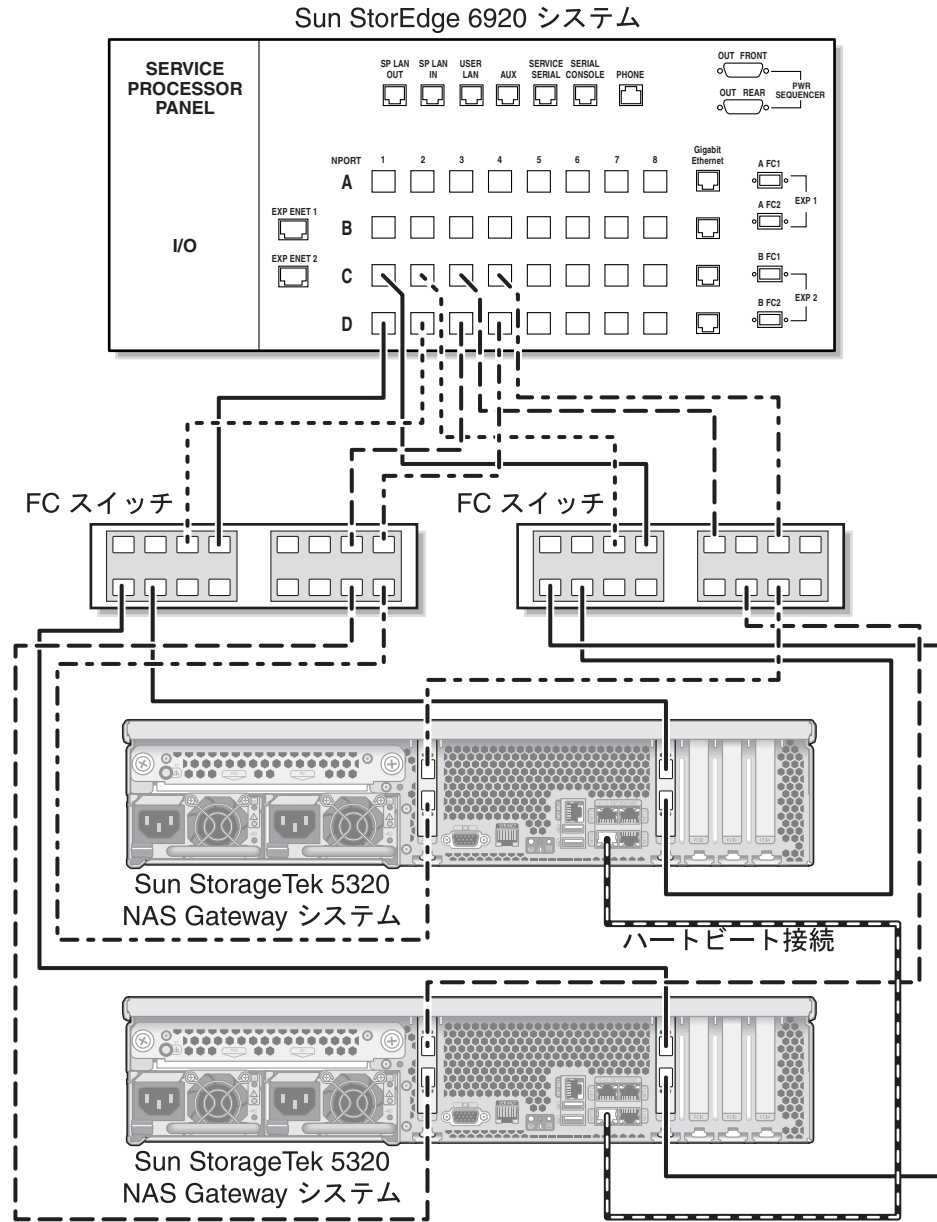 Sun StorEdge 6920 システム
SERVICE
PROCESSOR
PANEL
SP LAN
OUT
SP LAN
IN
USER
LAN
AUX
SERVICE
SERIAL
SERIAL
CONSOLE
PHONE
OUT FRONT
OUT REAR
PWR
SEQUENCER
NPORT 1 2 3 4 5 6 7 8
Gigabit
Ethernet
A
B
C
D
I/O
EXP ENET 1
EXP ENET 2
A FC1
A FC2
EXP 1
B FC1
B FC2
EXP 2
FC スイッチ
FC スイッチ
Sun StorageTek 5320
NAS Gateway システム
ハートビート接続
Sun StorageTek 5320
NAS Gateway システム